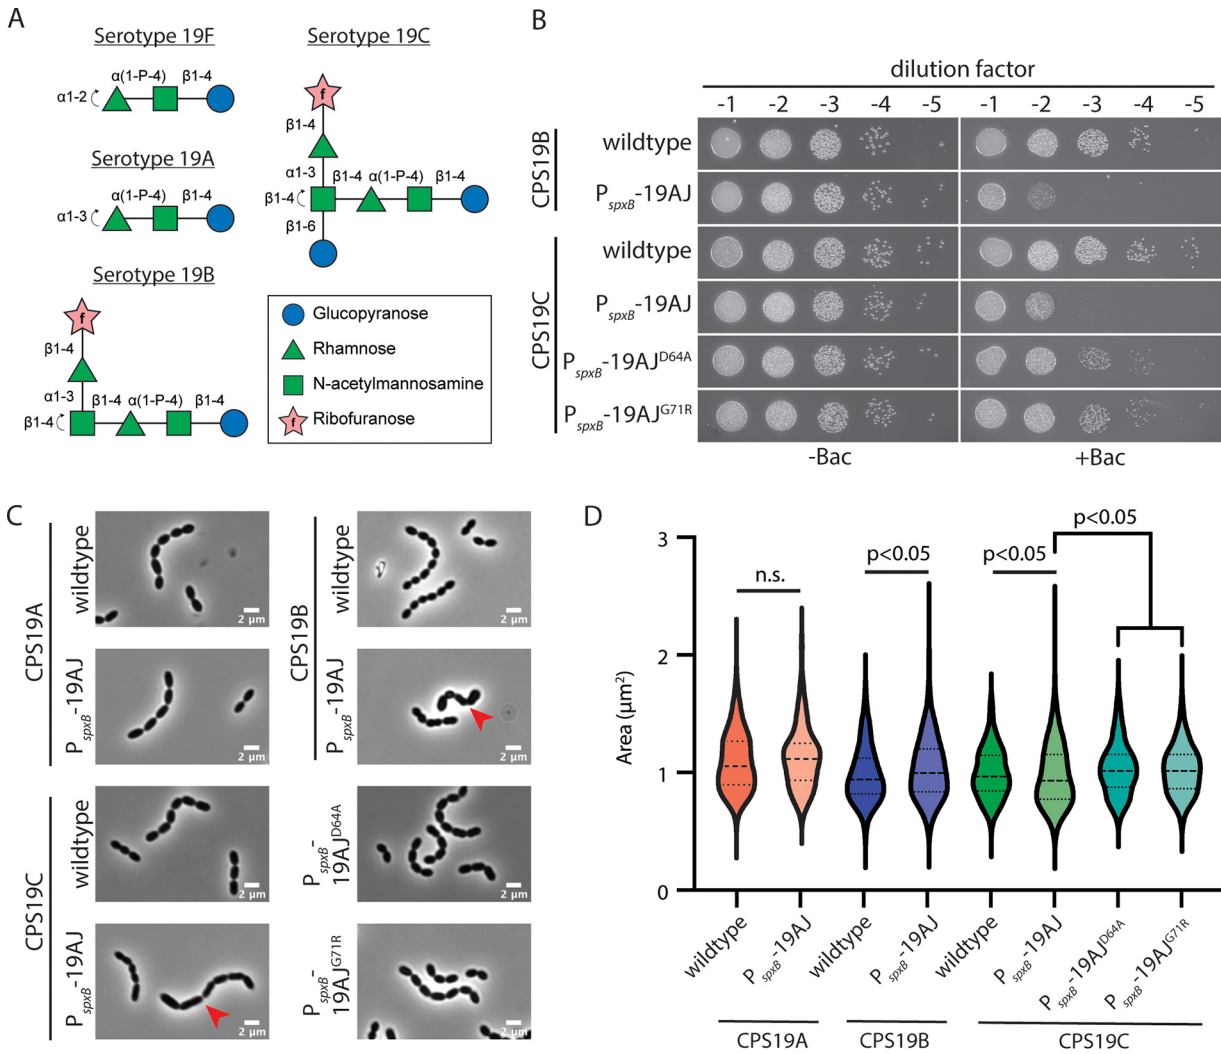 A
Serotype 19F
α(1-P-4) β1-4
α1-2
Serotype 19A
α(1-P-4) β1-4
α1-3
Serotype 19B
f
β1-4
α1-3 β1-4 α(1-P-4) β1-4
β1-4
Serotype 19C
f
β1-4
α1-3 β1-4 α(1-P-4) β1-4
β1-4
β1-6
Glucopyranose
Rhamnose
N-acetylmannosamine
f Ribofuranose
B
dilution factor
-1 -2 -3 -4 -5 -1 -2 -3 -4 -5
CPS19B
wildtype
PspxB-19AJ
CPS19C
wildtype
PspxB-19AJ
PspxB-19AJD64A
PspxB-19AJG71R
-Bac +Bac
C
CPS19A
wildtype
2 μm
PspxB-19AJ
2 μm
CPS19B
wildtype
2 μm
PspxB-19AJ
2 μm
CPS19C
wildtype
2 μm
PspxB-
19AJD64A
2 μm
PspxB-19AJ
2 μm
PspxB-
19AJG71R
2 μm
D
Area (μm2)
3
2
1
0
n.s.
p<0.05
p<0.05
p<0.05
wildtype
PspxB-19AJ
wildtype
PspxB-19AJ
wildtype
PspxB-19AJ
PspxB-19AJD64A
PspxB-19AJG71R
CPS19A CPS19B CPS19C